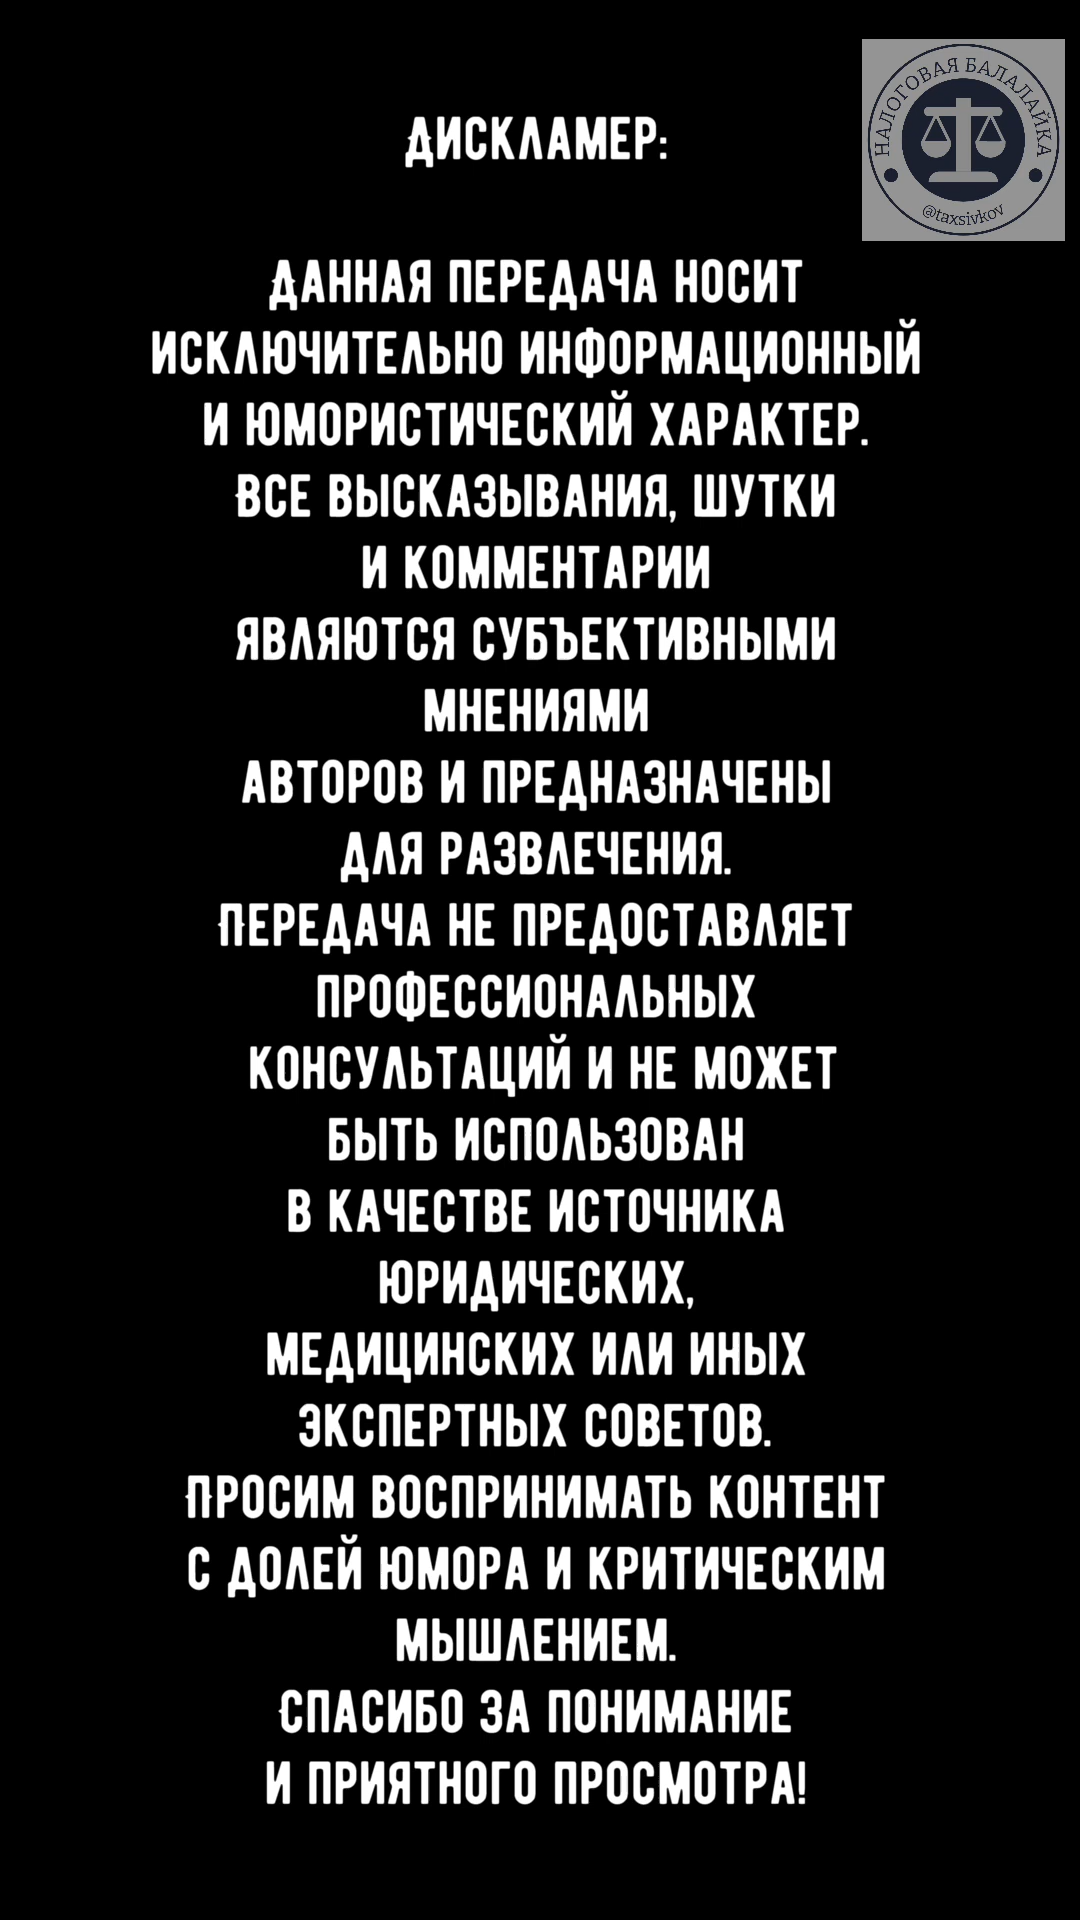 НАЛОГОВАЯ БАЛАЛАЙКА
@taxsivkov
ДИСКЛАМЕР:
ДАННАЯ ПЕРЕДАЧА НОСИТ
ИСКЛЮЧИТЕЛЬНО ИНФОРМАЦИОННЫЙ
И ЮМОРИСТИЧЕСКИЙ ХАРАКТЕР.
ВСЕ ВЫСКАЗЫВАНИЯ, ШУТКИ
И КОММЕНТАРИИ
ЯВЛЯЮТСЯ СУБЪЕКТИВНЫМИ
МНЕНИЯМИ
АВТОРОВ И ПРЕДНАЗНАЧЕНЫ
ДЛЯ РАЗВЛЕЧЕНИЯ.
ПЕРЕДАЧА НЕ ПРЕДОСТАВЛЯЕТ
ПРОФЕССИОНАЛЬНЫХ
КОНСУЛЬТАЦИЙ И НЕ МОЖЕТ
БЫТЬ ИСПОЛЬЗОВАН
В КАЧЕСТВЕ ИСТОЧНИКА
ЮРИДИЧЕСКИХ,
МЕДИЦИНСКИХ ИЛИ ИНЫХ
ЭКСПЕРТНЫХ СОВЕТОВ.
ПРОСИМ ВОСПРИНИМАТЬ КОНТЕНТ
С ДОЛЕЙ ЮМОРА И КРИТИЧЕСКИМ
МЫШЛЕНИЕМ.
СПАСИБО ЗА ПОНИМАНИЕ
И ПРИЯТНОГО ПРОСМОТРА!